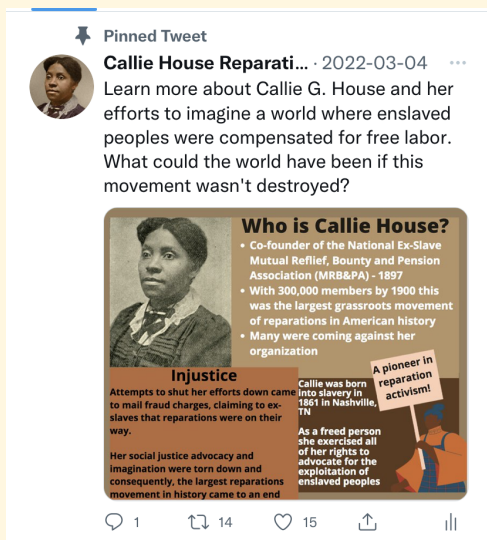 Pinned Tweet
Callie House Reparati... · 2022-03-04 ...
Learn more about Callie G. House and her
efforts to imagine a world where enslaved
peoples were compensated for free labor.
What could the world have been if this
movement wasn't destroyed?
Who is Callie House?
• Co-founder of the National Ex-Slave
Mutual Reflief, Bounty and Pension
Association (MRB&PA) - 1897
• With 300,000 members by 1900 this
was the largest grassroots movement
of reparations in American history
• Many were coming against her
organization
Injustice
Attempts to shut her efforts down came
to mail fraud charges, claiming to ex-
slaves that reparations were on their
way.
Her social justice advocacy and
imagination were torn down and
consequently, the largest reparations
movement in history came to an end
Callie was born
into slavery in
1861 in Nashville,
TN
As a freed person
she exercised all
of her rights to
advocate for the
exploitation of
enslaved peoples
A pioneer in
reparation
activism!
1 14 15